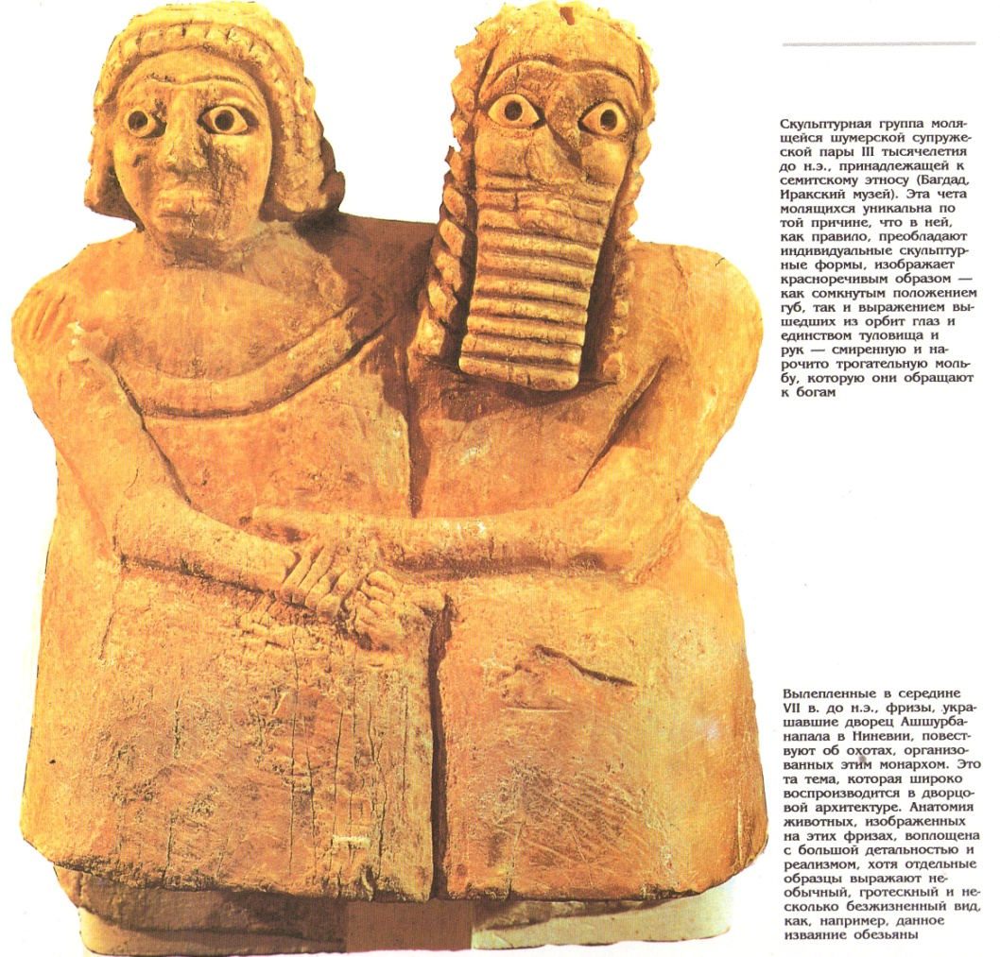 Скульптурная группа моля-
щейся шумерской супруже-
ской пары III тысячелетия
до н.э., принадлежащей к
семитскому этносу (Багдад,
Иракский музей). Эта чета
молящихся уникальна по
той причине, что в ней,
как правило, преобладают
индивидуальные скульптур-
ные формы, изображает
красноречивым образом —
как сомкнутым положением
губ, так и выражением вы-
шедших из орбит глаз и
единством туловища и
рук — смиренную и на-
рочито трогательную моль-
бу, которую они обращают
к богам
Вылепленные в середине
VII в. до н.э., фризы, укра-
шавшие дворец Ашшурба-
напала в Ниневии, повест-
вуют об охотах, организо-
ванных этим монархом. Это
та тема, которая широко
воспроизводится в дворцо-
вой архитектуре. Анатомия
животных, изображенных
на этих фризах, воплощена
с большой детальностью и
реализмом, хотя отдельные
образцы выражают не-
обычный, гротескный и не-
сколько безжизненный вид,
как, например, данное
изваяние обезьяны